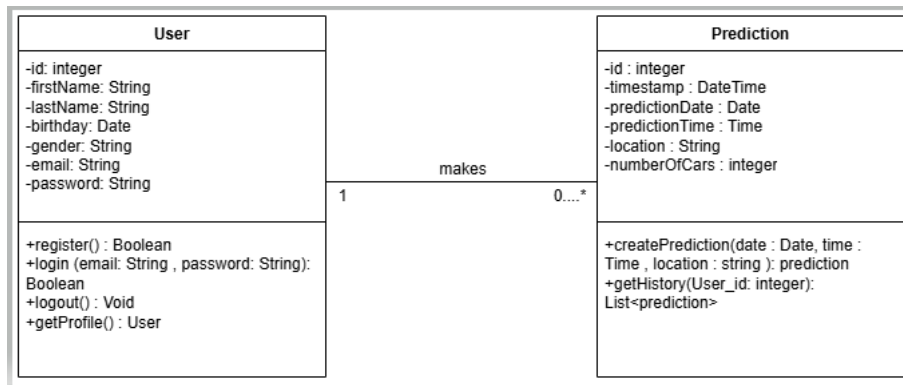 User
-id: integer
-firstName: String
-lastName: String
-birthday: Date
-gender: String
-email: String
-password: String
+register() : Boolean
+login (email: String , password: String):
Boolean
+logout() : Void
+getProfile() : User
makes
1
0....*
Prediction
-id : integer
-timestamp : DateTime
-predictionDate : Date
-predictionTime : Time
-location : String
-numberOfCars : integer
+createPrediction(date : Date, time :
Time , location : string ): prediction
+getHistory(User_id: integer):
List<prediction>